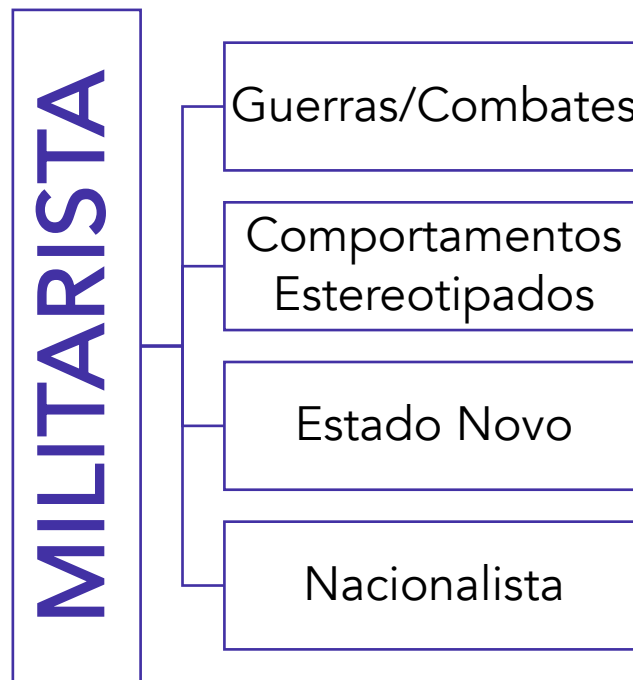 MILITARISTA
Guerras/Combates
Comportamentos
Estereotipados
Estado Novo
Nacionalista